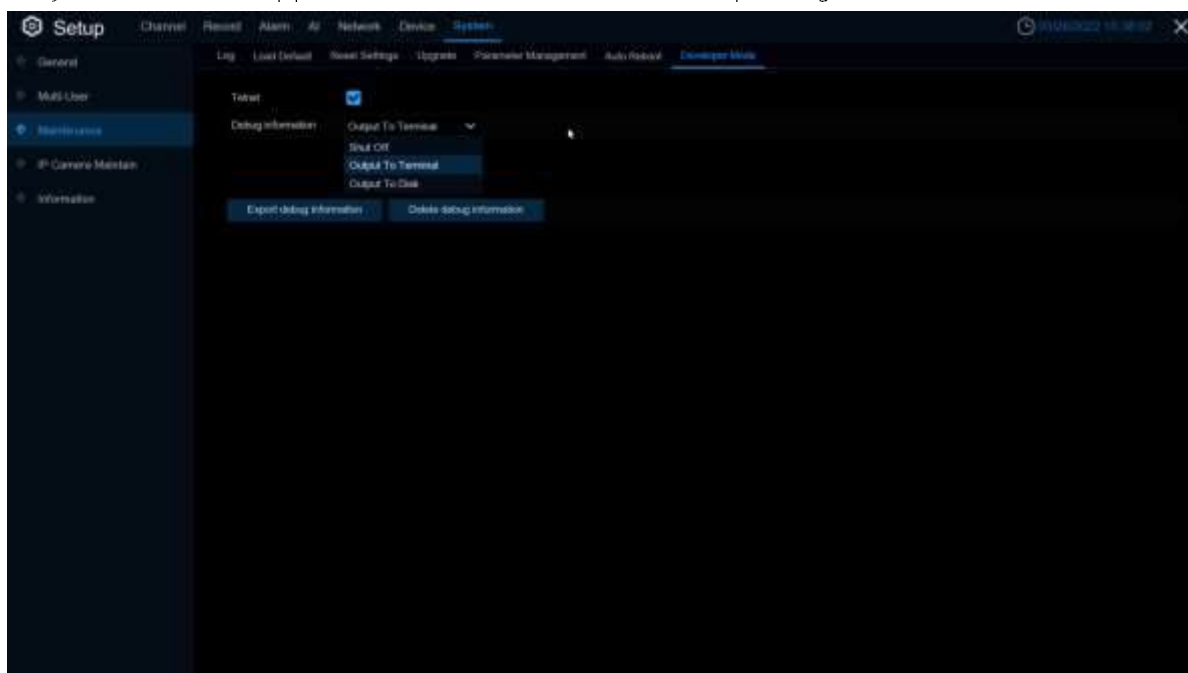 Setup Channel Record Alarm AI Network Device System
General
Log Load Default Reset Settings Upgrade Parameter Management Auto Reboot Developer Mode
Multi-User
Telnet
Maintenance
Debug information Output To Terminal
Shut Off
IP Camera Maintain
Output To Terminal
Output To Disk
Information
Export debug information Delete debug information